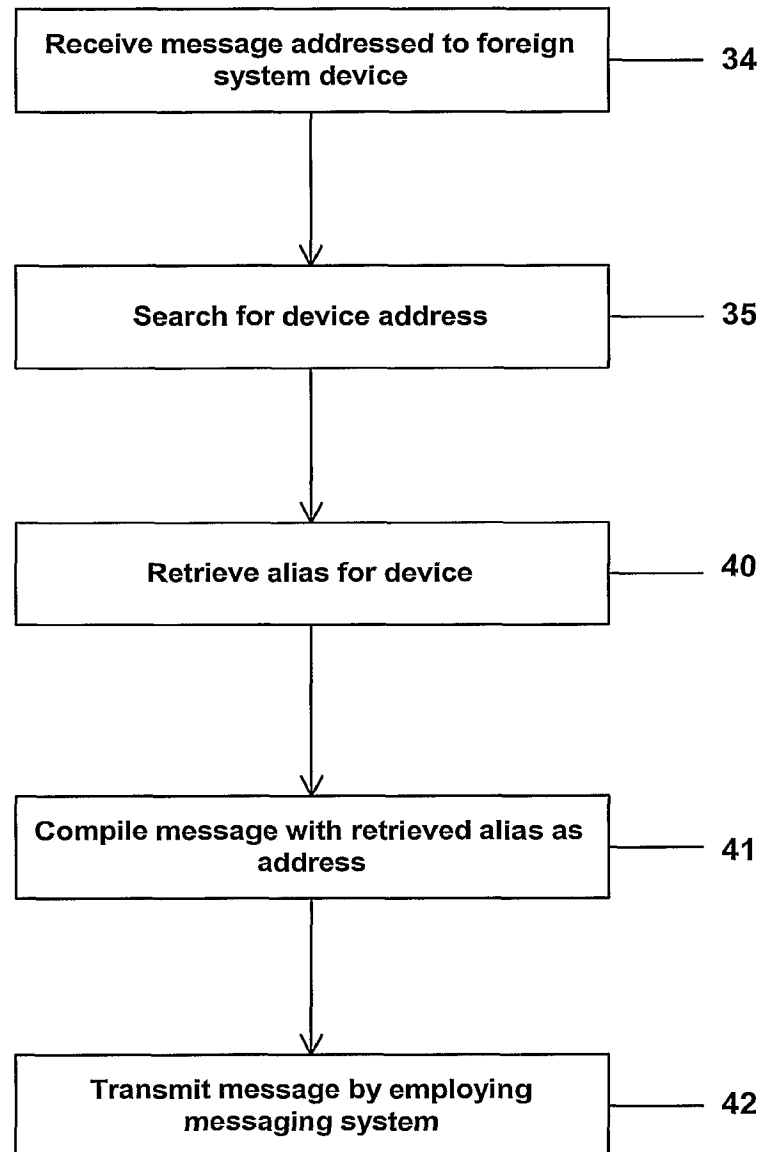 Receive message addressed to foreign
system device
34
Search for device address
35
Retrieve alias for device
40
Compile message with retrieved alias as
address
41
Transmit message by employing
messaging system
42